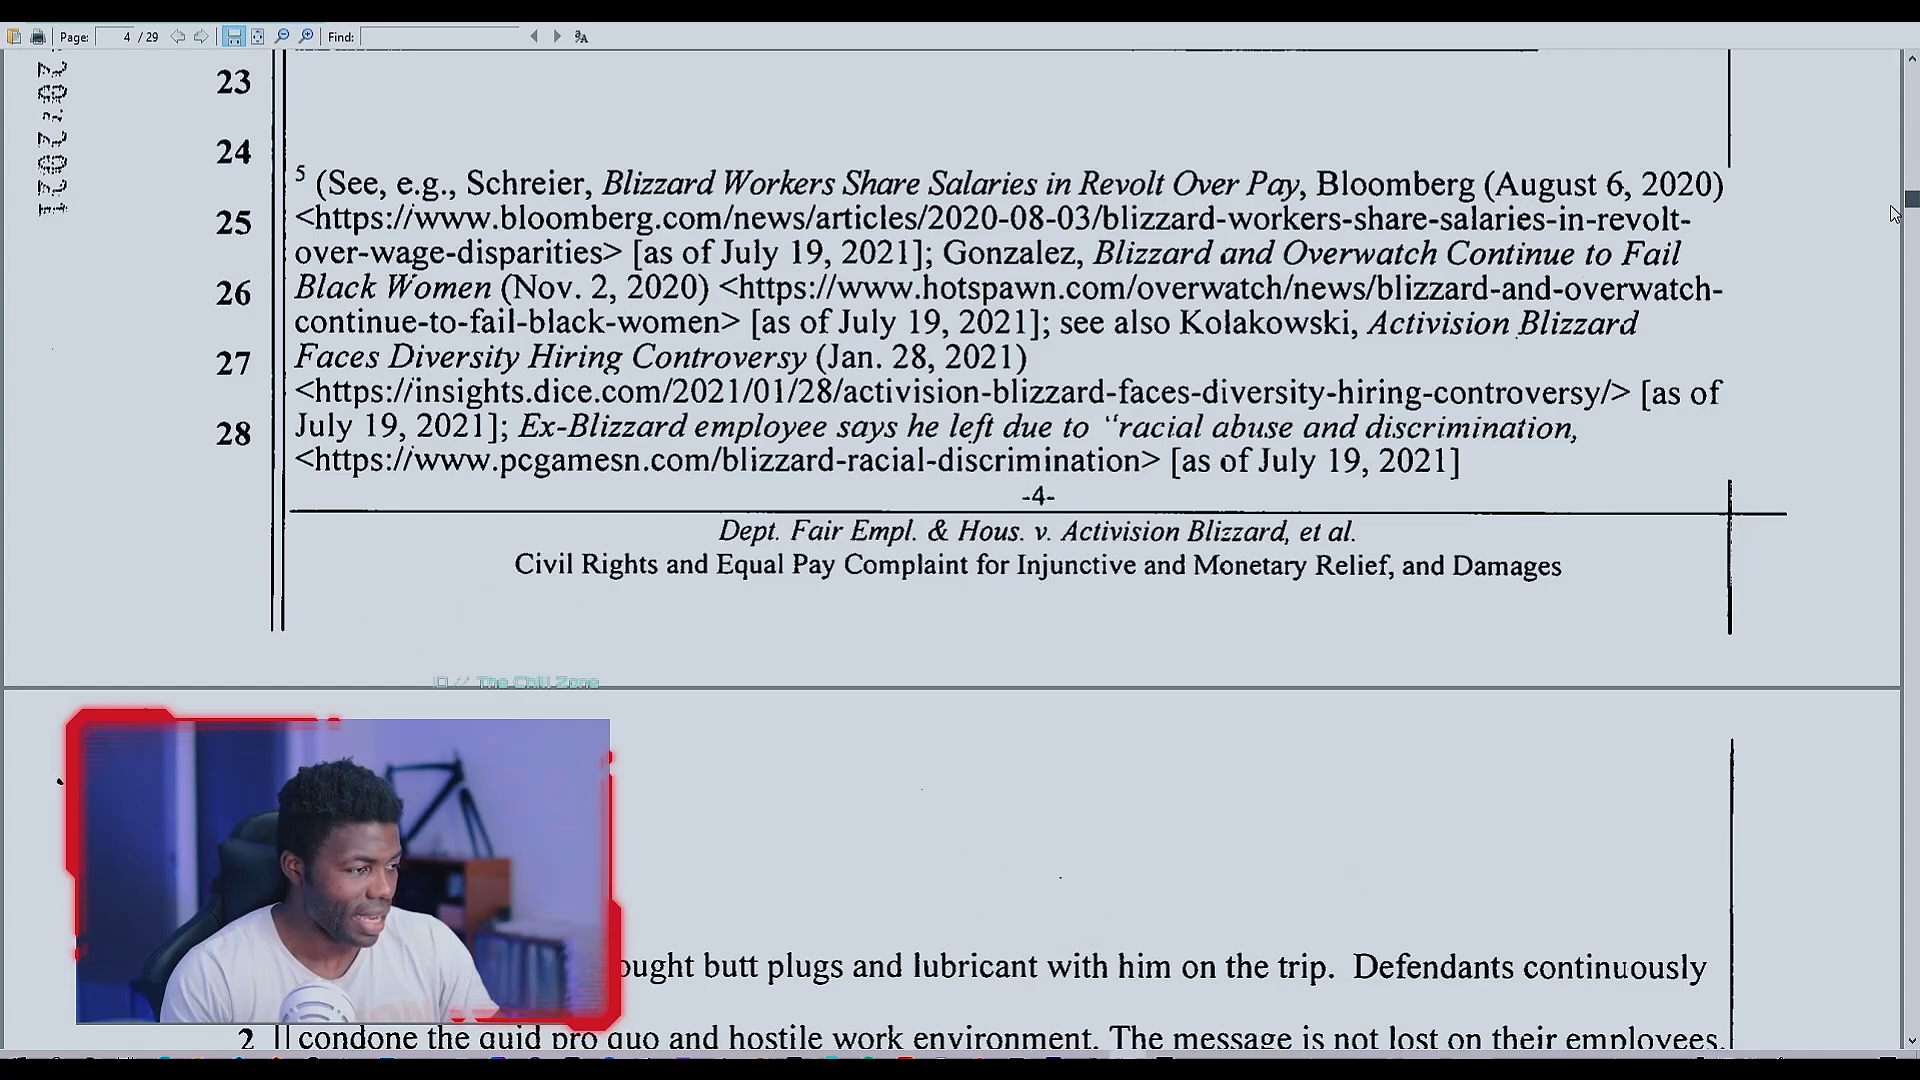 Page: 4 / 29 Find:
23
24
5 (See, e.g., Schreier, Blizzard Workers Share Salaries in Revolt Over Pay, Bloomberg (August 6, 2020)
25 <https://www.bloomberg.com/news/articles/2020-08-03/blizzard-workers-share-salaries-in-revolt-
over-wage-disparities> [as of July 19, 2021]; Gonzalez, Blizzard and Overwatch Continue to Fail
26 Black Women (Nov. 2, 2020) <https://www.hotspawn.com/overwatch/news/blizzard-and-overwatch-
continue-to-fail-black-women> [as of July 19, 2021]; see also Kolakowski, Activision Blizzard
27 Faces Diversity Hiring Controversy (Jan. 28, 2021)
<https://insights.dice.com/2021/01/28/activision-blizzard-faces-diversity-hiring-controversy/> [as of
28 July 19, 2021]; Ex-Blizzard employee says he left due to "racial abuse and discrimination,
<https://www.pcgamesn.com/blizzard-racial-discrimination> [as of July 19, 2021]
-4-
Dept. Fair Empl. & Hous. v. Activision Blizzard, et al.
Civil Rights and Equal Pay Complaint for Injunctive and Monetary Relief, and Damages
// The Chill Zone
butt plugs and lubricant with him on the trip. Defendants continuously
2 condone the quid pro quo and hostile work environment. The message is not lost on their employees.